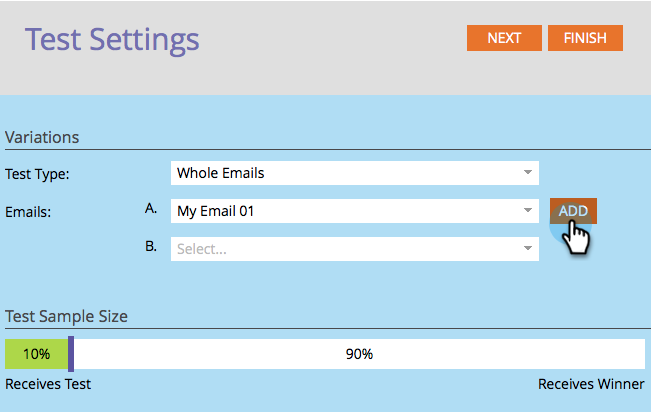 Test Settings
NEXT
FINISH
Variations
Test Type:
Whole Emails
Emails:
A.
My Email 01
ADD
B.
Select...
Test Sample Size
10%
90%
Receives Test
Receives Winner